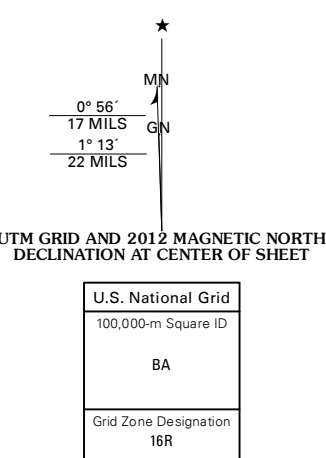 MN
0° 56´
17 MILS
GN
1° 13´
22 MILS
UTM GRID AND 2012 MAGNETIC NORTH
DECLINATION AT CENTER OF SHEET
U.S. National Grid
100,000-m Square ID
BA
Grid Zone Designation
16R